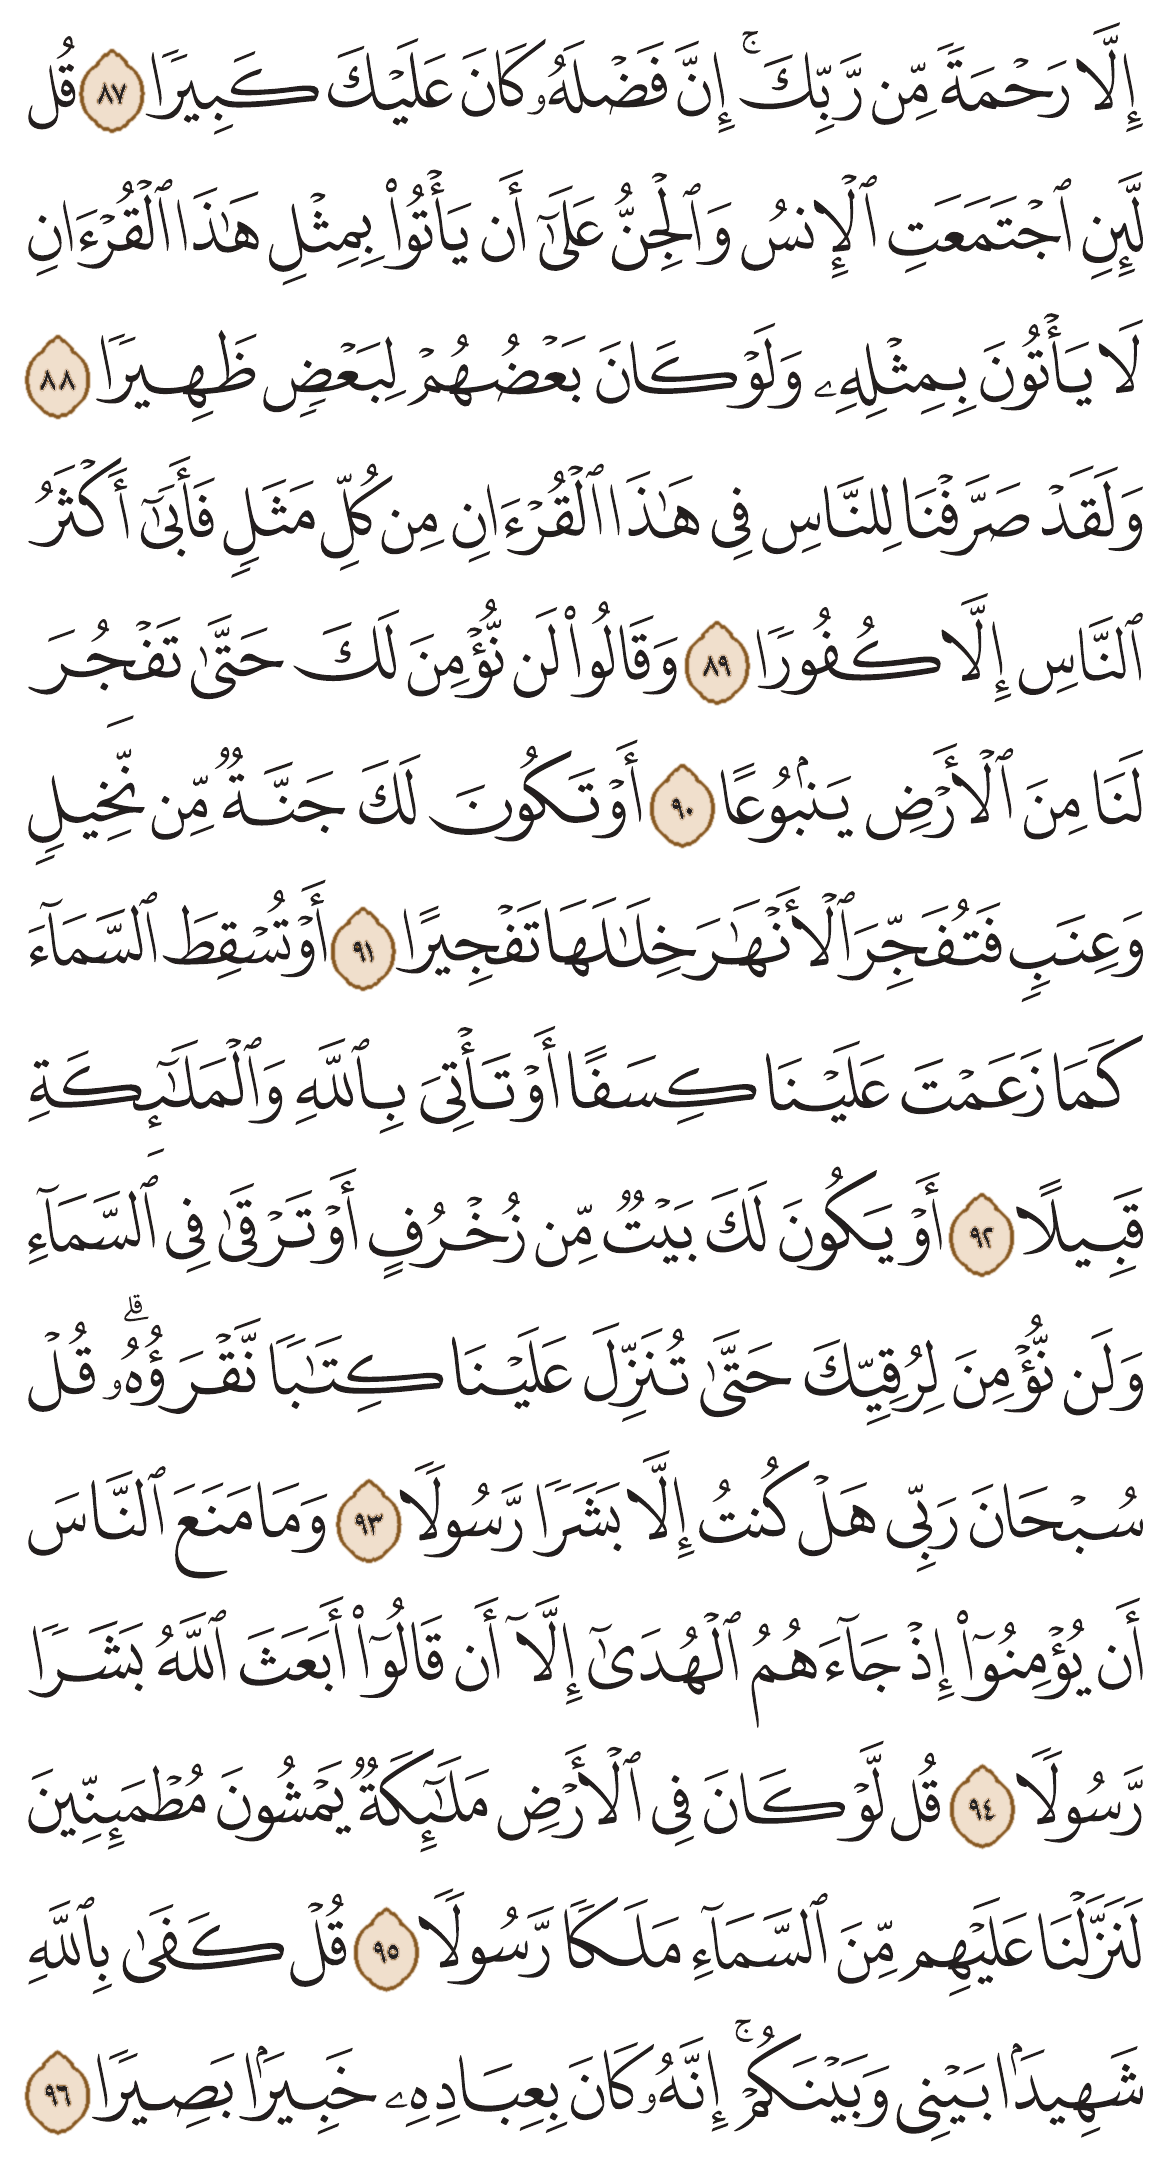 إِلَّا رَحْمَةً مِّن رَّبِّكَ ۚ إِنَّ فَضْلَهُۥ كَانَ عَلَيْكَ كَبِيرًا ٨٧ قُل
لَّئِنِ ٱجْتَمَعَتِ ٱلْإِنسُ وَٱلْجِنُّ عَلَىٰٓ أَن يَأْتُوا۟ بِمِثْلِ هَٰذَا ٱلْقُرْءَانِ
لَا يَأْتُونَ بِمِثْلِهِۦ وَلَوْ كَانَ بَعْضُهُمْ لِبَعْضٍ ظَهِيرًا ٨٨
وَلَقَدْ صَرَّفْنَا لِلنَّاسِ فِى هَٰذَا ٱلْقُرْءَانِ مِن كُلِّ مَثَلٍ فَأَبَىٰٓ أَكْثَرُ
ٱلنَّاسِ إِلَّا كُفُورًا ٨٩ وَقَالُوا۟ لَن نُّؤْمِنَ لَكَ حَتَّىٰ تَفْجُرَ
لَنَا مِنَ ٱلْأَرْضِ يَنۢبُوعًا ٩٠ أَوْ تَكُونَ لَكَ جَنَّةٌ مِّن نَّخِيلٍ
وَعِنَبٍ فَتُفَجِّرَ ٱلْأَنْهَٰرَ خِلَٰلَهَا تَفْجِيرًا ٩١ أَوْ تُسْقِطَ ٱلسَّمَآءَ
كَمَا زَعَمْتَ عَلَيْنَا كِسَفًا أَوْ تَأْتِىَ بِٱللَّهِ وَٱلْمَلَٰٓئِكَةِ
قَبِيلًا ٩٢ أَوْ يَكُونَ لَكَ بَيْتٌ مِّن زُخْرُفٍ أَوْ تَرْقَىٰ فِى ٱلسَّمَآءِ
وَلَن نُّؤْمِنَ لِرُقِيِّكَ حَتَّىٰ تُنَزِّلَ عَلَيْنَا كِتَٰبًا نَّقْرَؤُهُۥ ۗ قُلْ
سُبْحَانَ رَبِّى هَلْ كُنتُ إِلَّا بَشَرًا رَّسُولًا ٩٣ وَمَا مَنَعَ ٱلنَّاسَ
أَن يُؤْمِنُوٓا۟ إِذْ جَآءَهُمُ ٱلْهُدَىٰٓ إِلَّآ أَن قَالُوٓا۟ أَبَعَثَ ٱللَّهُ بَشَرًا
رَّسُولًا ٩٤ قُل لَّوْ كَانَ فِى ٱلْأَرْضِ مَلَٰٓئِكَةٌ يَمْشُونَ مُطْمَئِنِّينَ
لَنَزَّلْنَا عَلَيْهِم مِّنَ ٱلسَّمَآءِ مَلَكًا رَّسُولًا ٩٥ قُلْ كَفَىٰ بِٱللَّهِ
شَهِيدًۢا بَيْنِى وَبَيْنَكُمْ ۚ إِنَّهُۥ كَانَ بِعِبَادِهِۦ خَبِيرًۢا بَصِيرًا ٩٦